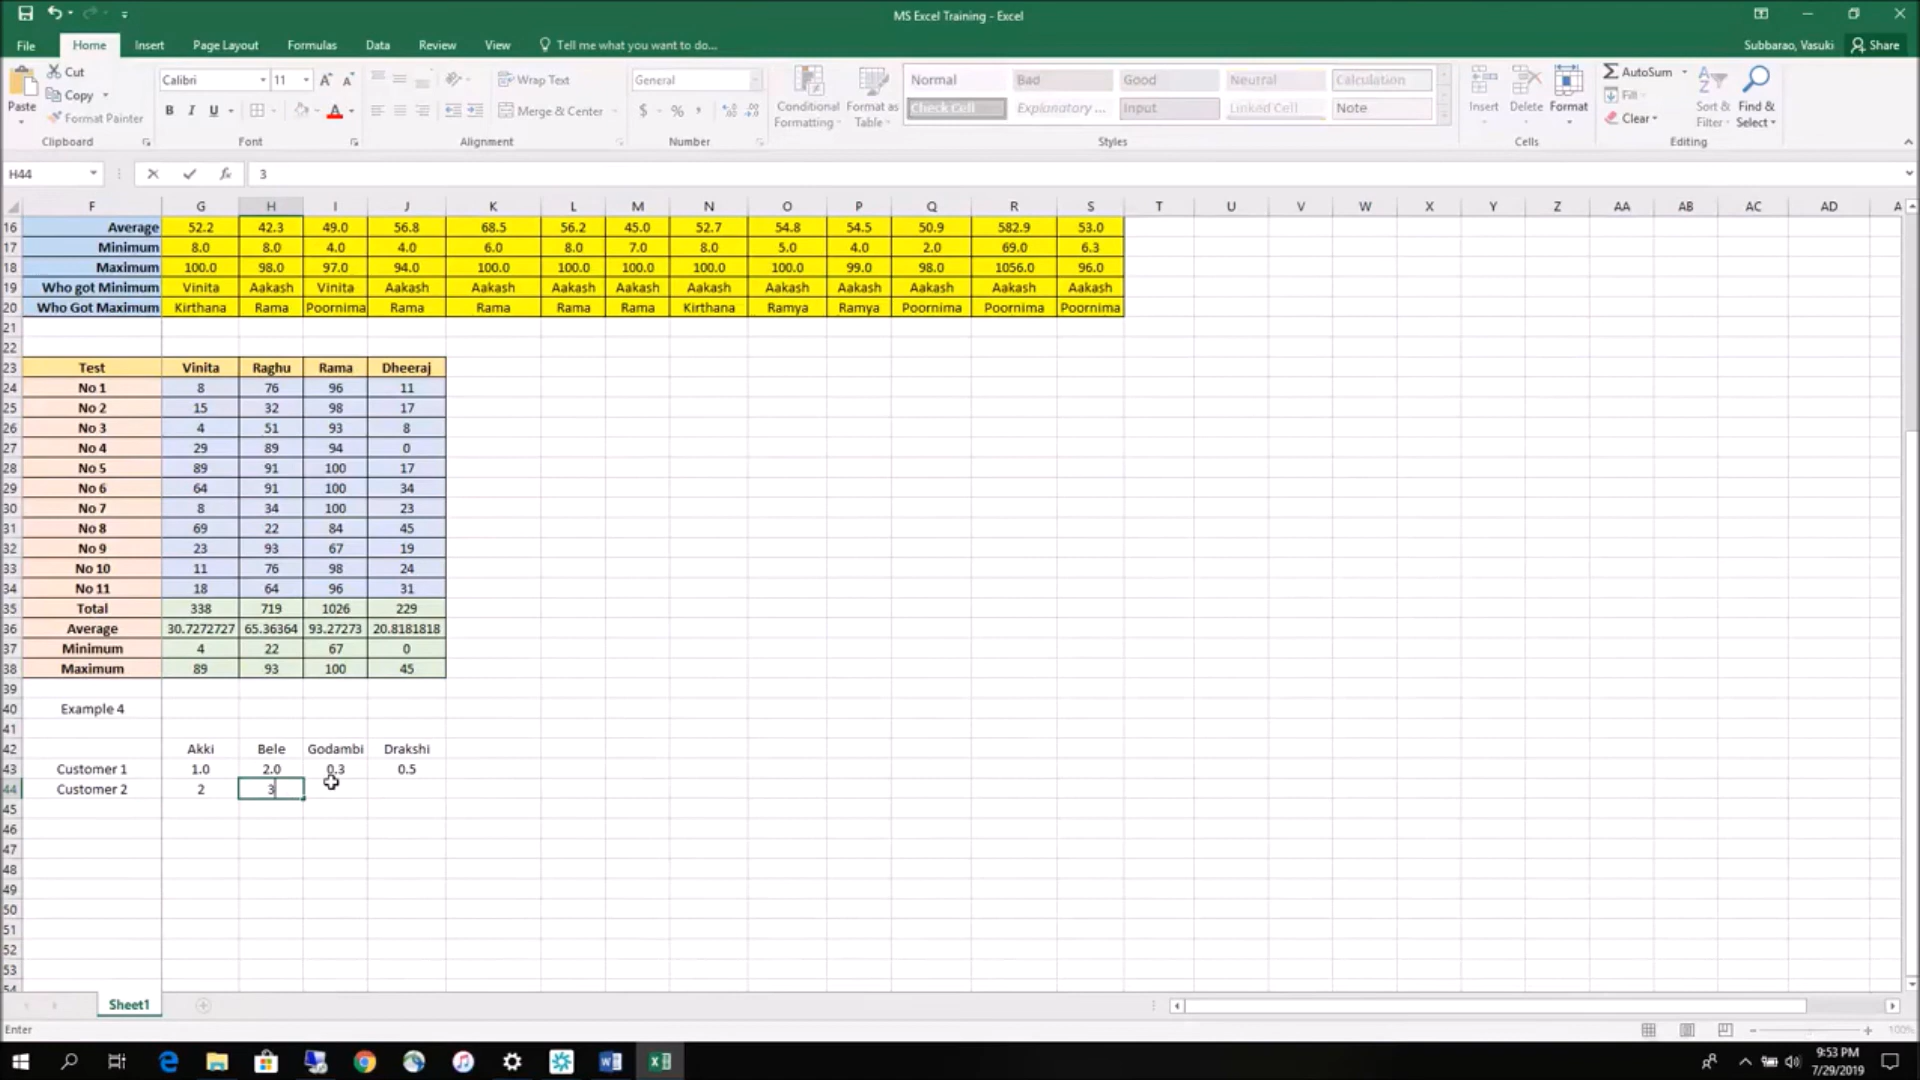 MS Excel Training - Excel
File Home Insert Page Layout Formulas Data Review View Tell me what you want to do... Subbarao, Vasuki Share
Paste Cut Copy Format Painter Clipboard
Calibri 11 A A B I U A Font
Wrap Text Merge & Center Alignment
General $ % , Number
Conditional Formatting Format as Table
Normal Bad Good Neutral Calculation
Check Cell Explanatory ... Input Linked Cell Note
Styles
Insert Delete Format Cells
AutoSum Fill Clear Sort & Filter Find & Select Editing
H44 fx 3
F G H I J K L M N O P Q R S T U V W X Y Z AA AB AC AD A
16 Average 52.2 42.3 49.0 56.8 68.5 56.2 45.0 52.7 54.8 54.5 50.9 582.9 53.0
17 Minimum 8.0 8.0 4.0 4.0 6.0 8.0 7.0 8.0 5.0 4.0 2.0 69.0 6.3
18 Maximum 100.0 98.0 97.0 94.0 100.0 100.0 100.0 100.0 100.0 99.0 98.0 1056.0 96.0
19 Who got Minimum Vinita Aakash Vinita Aakash Aakash Aakash Aakash Aakash Aakash Aakash Aakash Aakash Aakash
20 Who Got Maximum Kirthana Rama Poornima Rama Rama Rama Rama Kirthana Ramya Ramya Poornima Poornima Poornima
21
22
23 Test Vinita Raghu Rama Dheeraj
24 No 1 8 76 96 11
25 No 2 15 32 98 17
26 No 3 4 51 93 8
27 No 4 29 89 94 0
28 No 5 89 91 100 17
29 No 6 64 91 100 34
30 No 7 8 34 100 23
31 No 8 69 22 84 45
32 No 9 23 93 67 19
33 No 10 11 76 98 24
34 No 11 18 64 96 31
35 Total 338 719 1026 229
36 Average 30.7272727 65.36364 93.27273 20.8181818
37 Minimum 4 22 67 0
38 Maximum 89 93 100 45
39
40 Example 4
41
42 Akki Bele Godambi Drakshi
43 Customer 1 1.0 2.0 0.3 0.5
44 Customer 2 2 3
45
46
47
48
49
50
51
52
53
54
Sheet1
Enter 100%
9:53 PM
7/29/2019